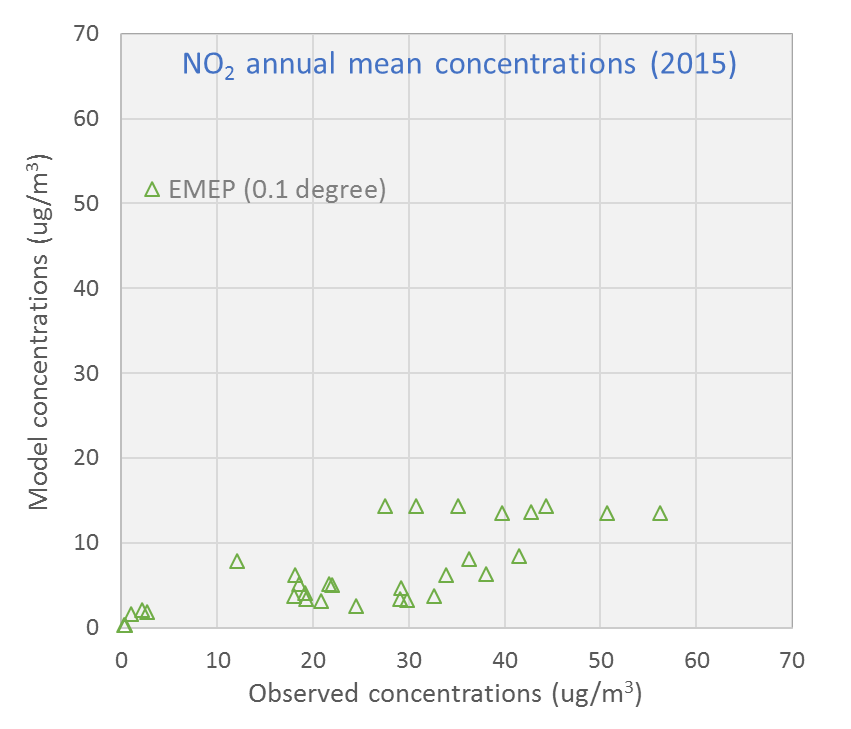 NO₂ annual mean concentrations (2015)
EMEP (0.1 degree)
Model concentrations (ug/m³)
70
60
50
40
30
20
10
0
0 10 20 30 40 50 60 70
Observed concentrations (ug/m³)